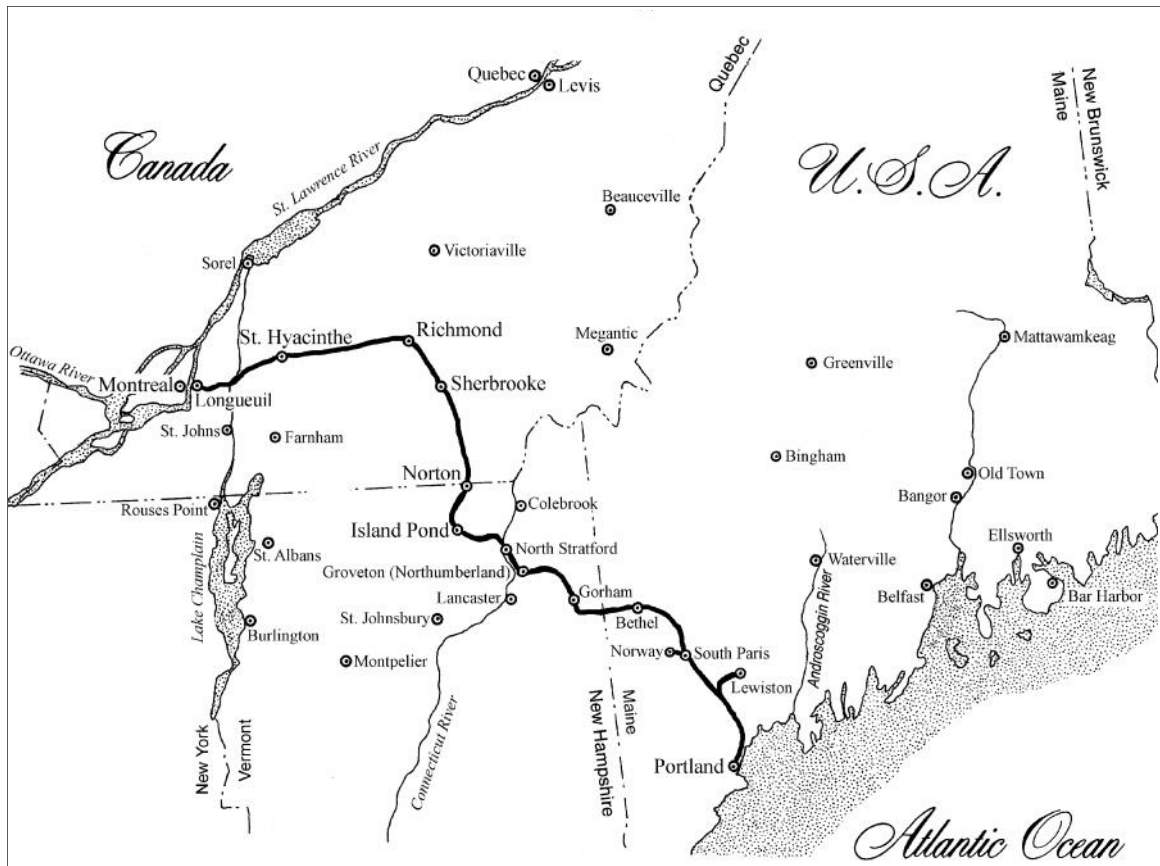 Quebec
Levis
Quebec
Maine
New Brunswick
Canada
U.S.A.
St. Lawrence River
Beauceville
Victoriaville
Sorel
St. Hyacinthe
Richmond
Megantic
Mattawamkeag
Greenville
Ottawa River
Montreal
Longueuil
Sherbrooke
St. Johns
Farnham
Bingham
Old Town
Norton
Bangor
Rouses Point
Colebrook
Island Pond
St. Albans
North Stratford
Ellsworth
Groveton (Northumberland)
Waterville
Lake Champlain
Lancaster
Gorham
Belfast
Bar Harbor
St. Johnsbury
Bethel
Burlington
Androscoggin River
Norway
South Paris
Montpelier
Lewiston
Connecticut River
New York
Vermont
Maine
New Hampshire
Portland
Atlantic Ocean